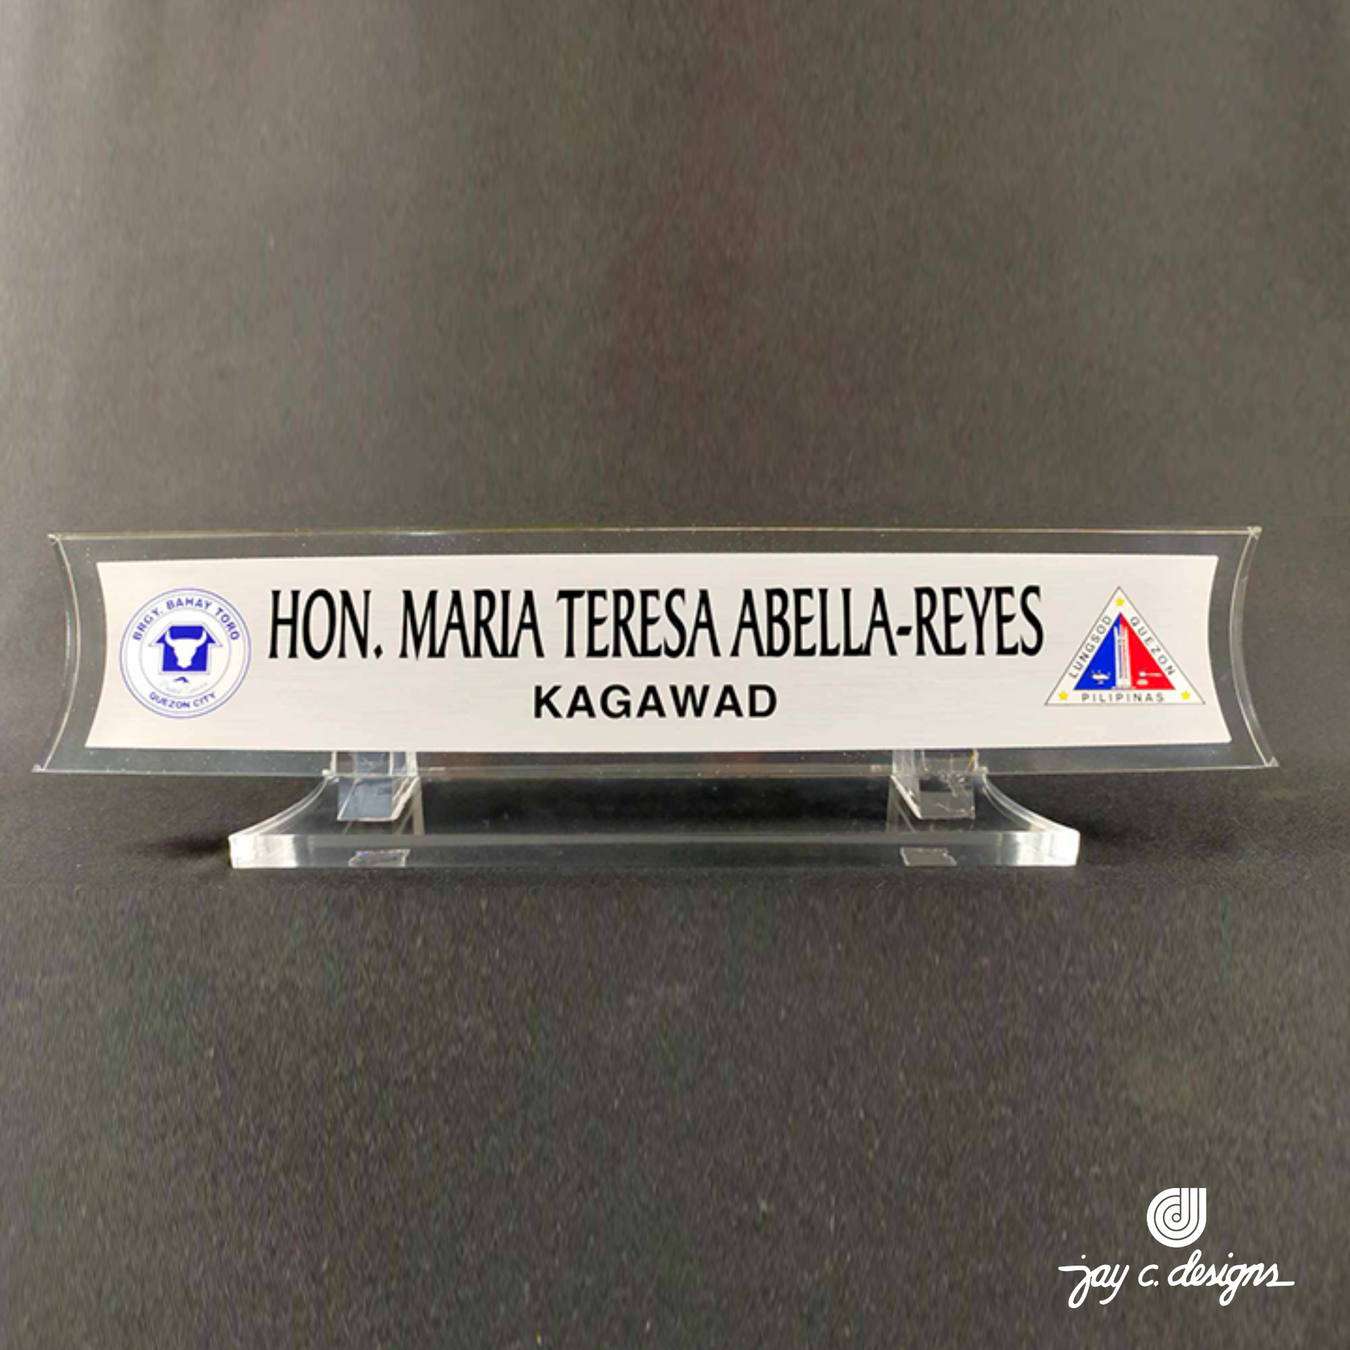 BRGY. BAHAY TORO
QUEZON CITY
HON. MARIA TERESA ABELLA-REYES
KAGAWAD
LUNGSOD QUEZON
PILIPINAS
jay c. designs